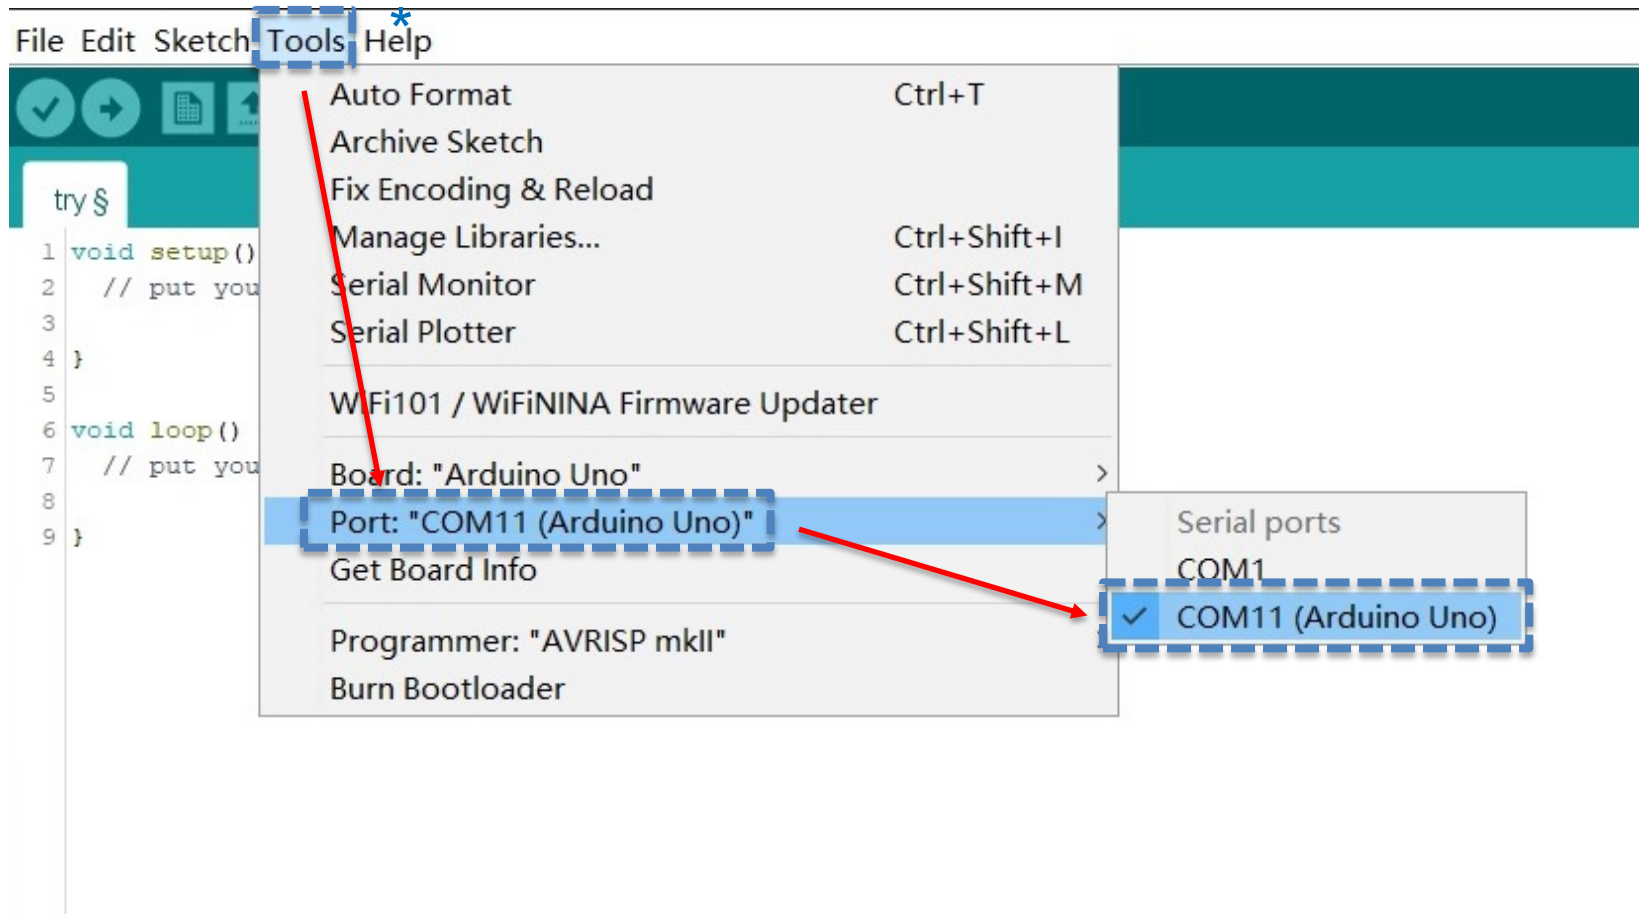 *
File Edit Sketch Tools Help
Auto Format Ctrl+T
Archive Sketch
Fix Encoding & Reload
Manage Libraries... Ctrl+Shift+I
Serial Monitor Ctrl+Shift+M
Serial Plotter Ctrl+Shift+L
WiFi101 / WiFiNINA Firmware Updater
Board: "Arduino Uno"
Port: "COM11 (Arduino Uno)"
Get Board Info
Programmer: "AVRISP mkII"
Burn Bootloader
Serial ports
COM1
COM11 (Arduino Uno)
try §
1 void setup()
2 // put you
3
4 }
5
6 void loop()
7 // put you
8
9 }